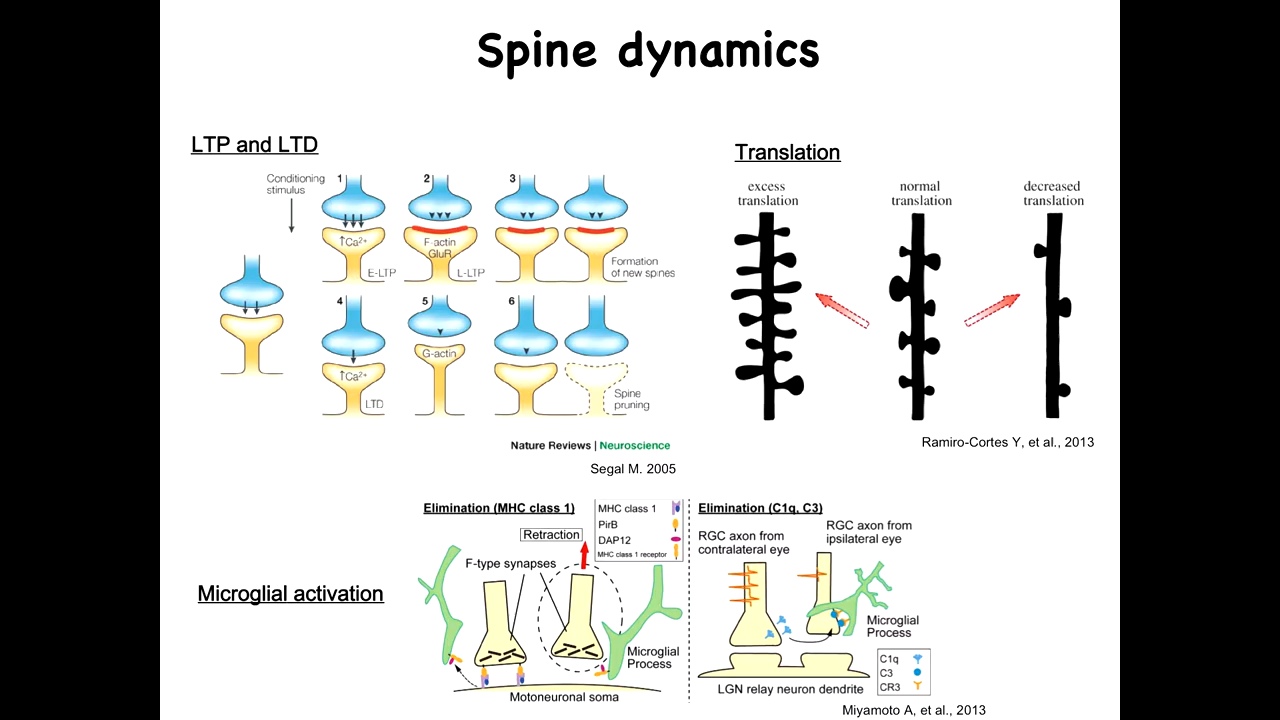 Spine dynamics
LTP and LTD
Conditioning
stimulus
1
2
3
↑Ca²⁺
E-LTP
F-actin
GluR
L-LTP
Formation
of new spines
4
5
6
↑Ca²⁺
LTD
G-actin
Spine
pruning
Nature Reviews | Neuroscience
Segal M. 2005
Translation
excess
translation
normal
translation
decreased
translation
Ramiro-Cortes Y, et al., 2013
Microglial activation
Elimination (MHC class 1)
Retraction
F-type synapses
MHC class 1
PirB
DAP12
MHC class 1 receptor
Microglial
Process
Motoneuronal soma
Elimination (C1q, C3)
RGC axon from
contralateral eye
RGC axon from
ipsilateral eye
Microglial
Process
C1q
C3
CR3
LGN relay neuron dendrite
Miyamoto A, et al., 2013